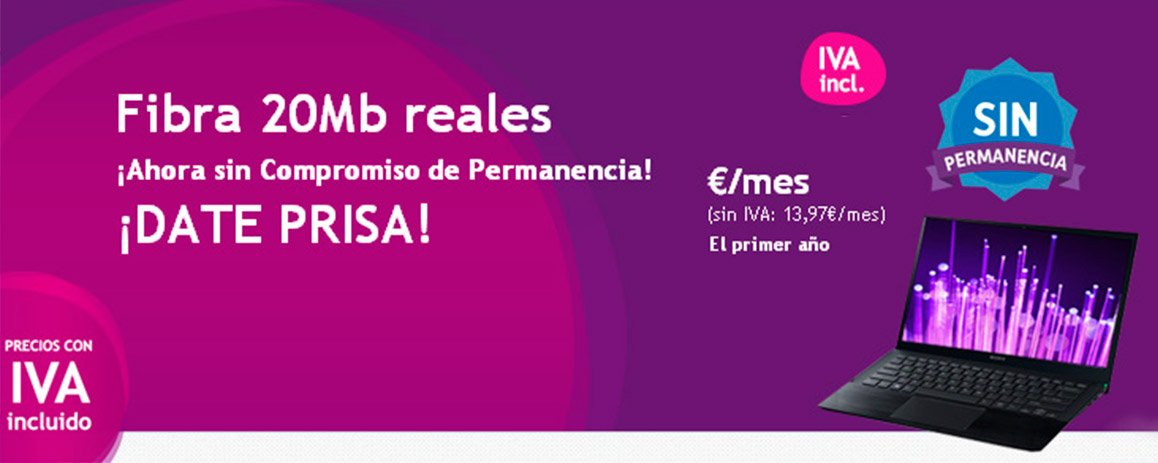 Fibra 20Mb reales
¡Ahora sin Compromiso de Permanencia!
¡DATE PRISA!
IVA
incl.
€/mes
(sin IVA: 13,97€/mes)
El primer año
SIN
PERMANENCIA
PRECIOS CON
IVA
incluido